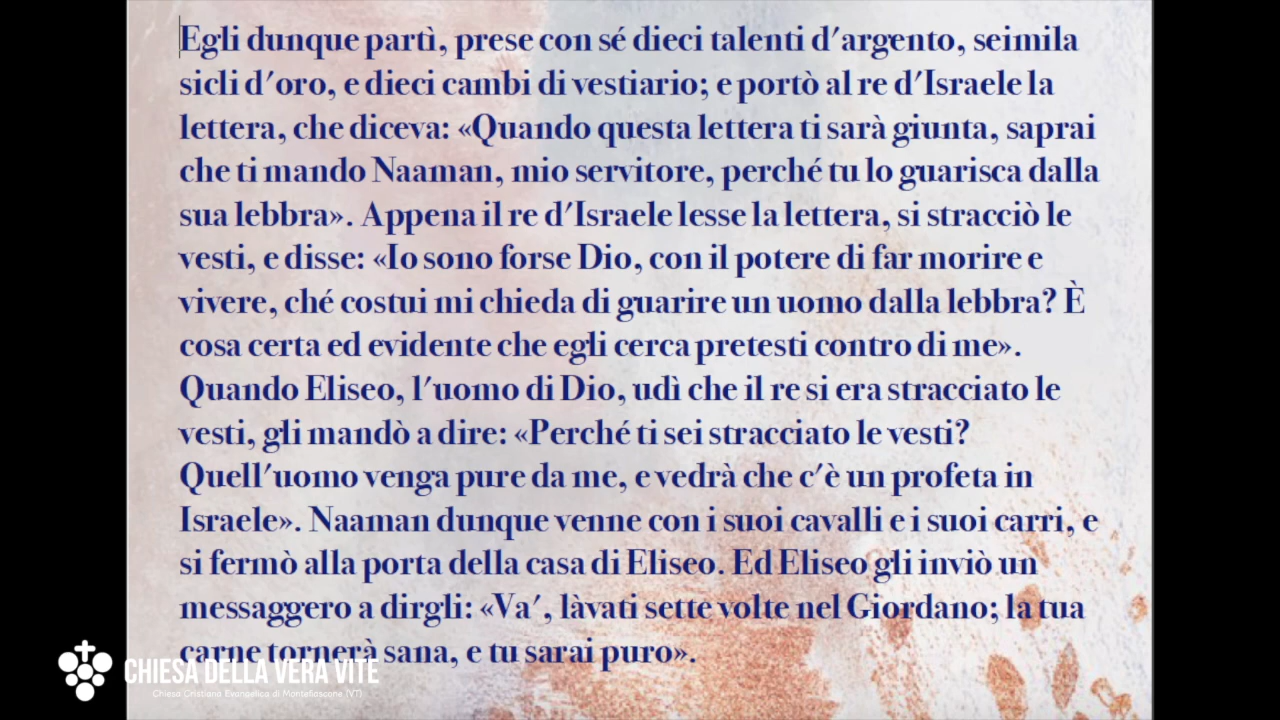 Egli dunque partì, prese con sé dieci talenti d'argento, seimila
sicli d'oro, e dieci cambi di vestiario; e portò al re d'Israele la
lettera, che diceva: «Quando questa lettera ti sarà giunta, saprai
che ti mando Naaman, mio servitore, perché tu lo guarisca dalla
sua lebbra». Appena il re d'Israele lesse la lettera, si stracciò le
vesti, e disse: «Io sono forse Dio, con il potere di far morire e
vivere, ché costui mi chieda di guarire un uomo dalla lebbra? È
cosa certa ed evidente che egli cerca pretesti contro di me».
Quando Eliseo, l'uomo di Dio, udì che il re si era stracciato le
vesti, gli mandò a dire: «Perché ti sei stracciato le vesti?
Quell'uomo venga pure da me, e vedrà che c'è un profeta in
Israele». Naaman dunque venne con i suoi cavalli e i suoi carri, e
si fermò alla porta della casa di Eliseo. Ed Eliseo gli inviò un
messaggero a dirgli: «Va', làvati sette volte nel Giordano; la tua
carne tornerà sana, e tu sarai puro».
CHIESA DELLA VERA VITE
Chiesa Cristiana Evangelica di Montefiascone (VT)